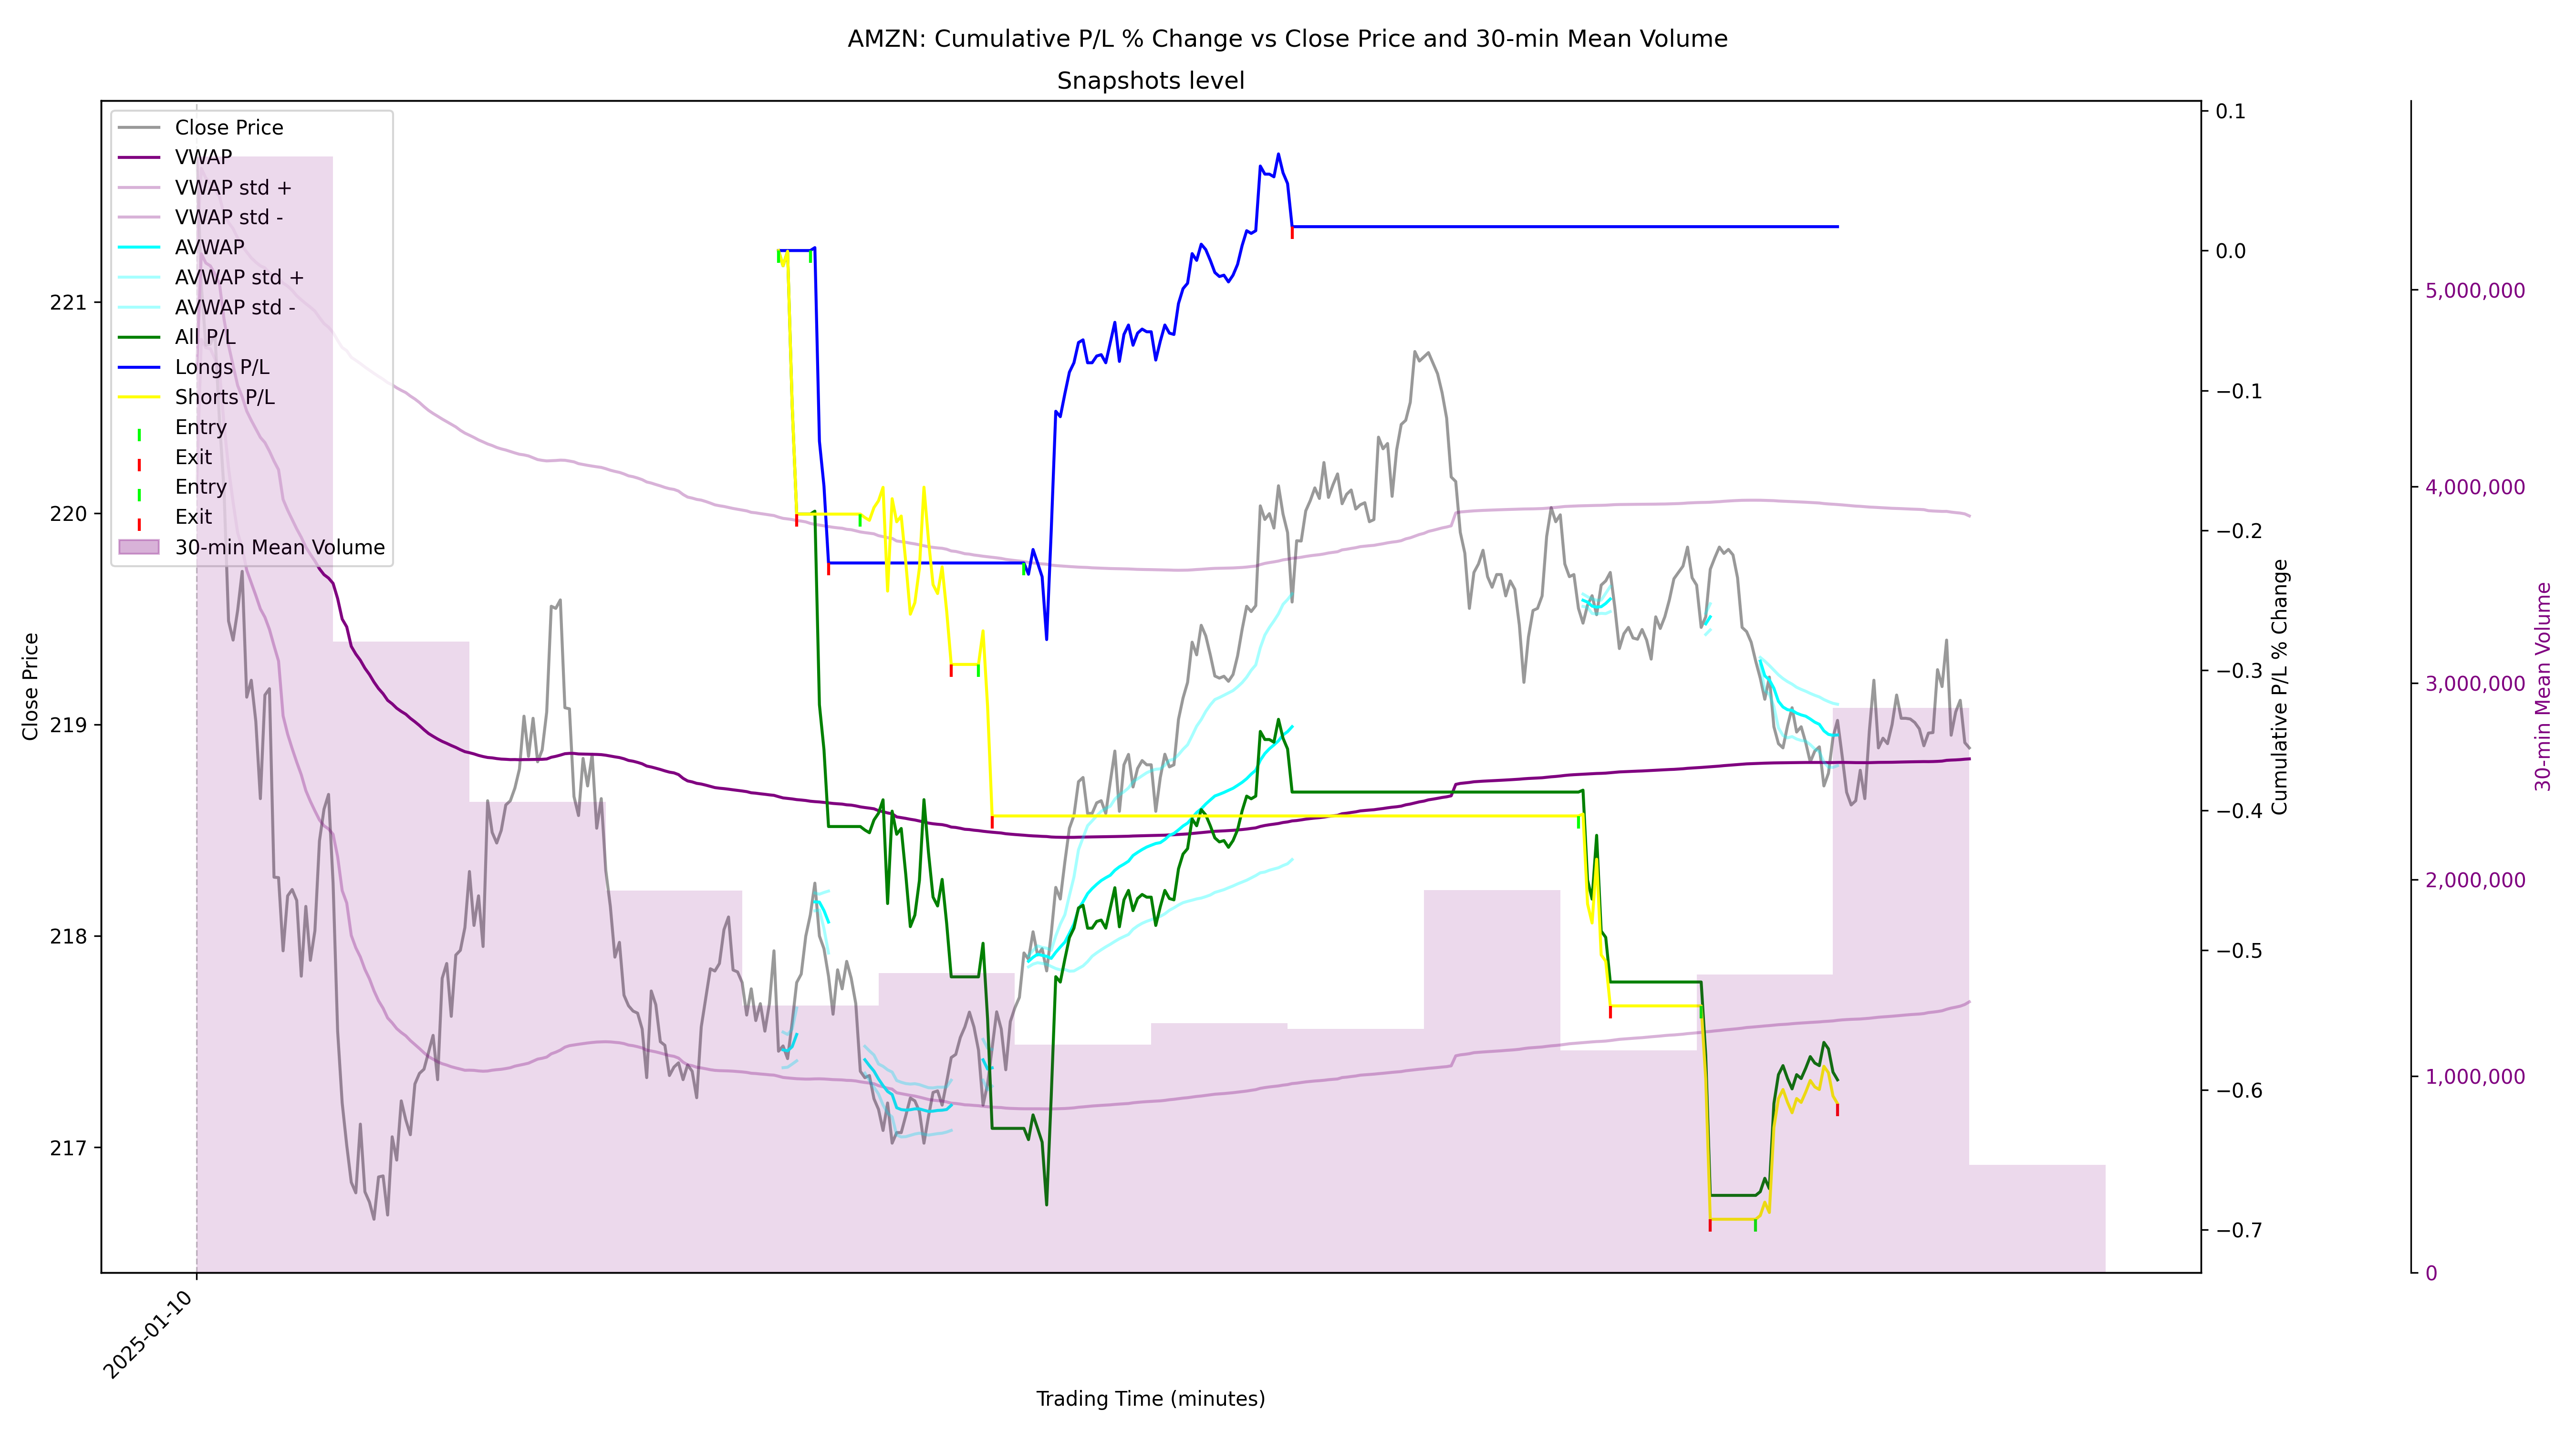 AMZN: Cumulative P/L % Change vs Close Price and 30-min Mean Volume
Snapshots level
Close Price
VWAP
VWAP std +
VWAP std -
AVWAP
AVWAP std +
AVWAP std -
All P/L
Longs P/L
Shorts P/L
Entry
Exit
Entry
Exit
30-min Mean Volume
221
220
219
218
217
Close Price
0.1
0.0
−0.1
−0.2
−0.3
−0.4
−0.5
−0.6
−0.7
Cumulative P/L % Change
5,000,000
4,000,000
3,000,000
2,000,000
1,000,000
0
30-min Mean Volume
2025-01-10
Trading Time (minutes)